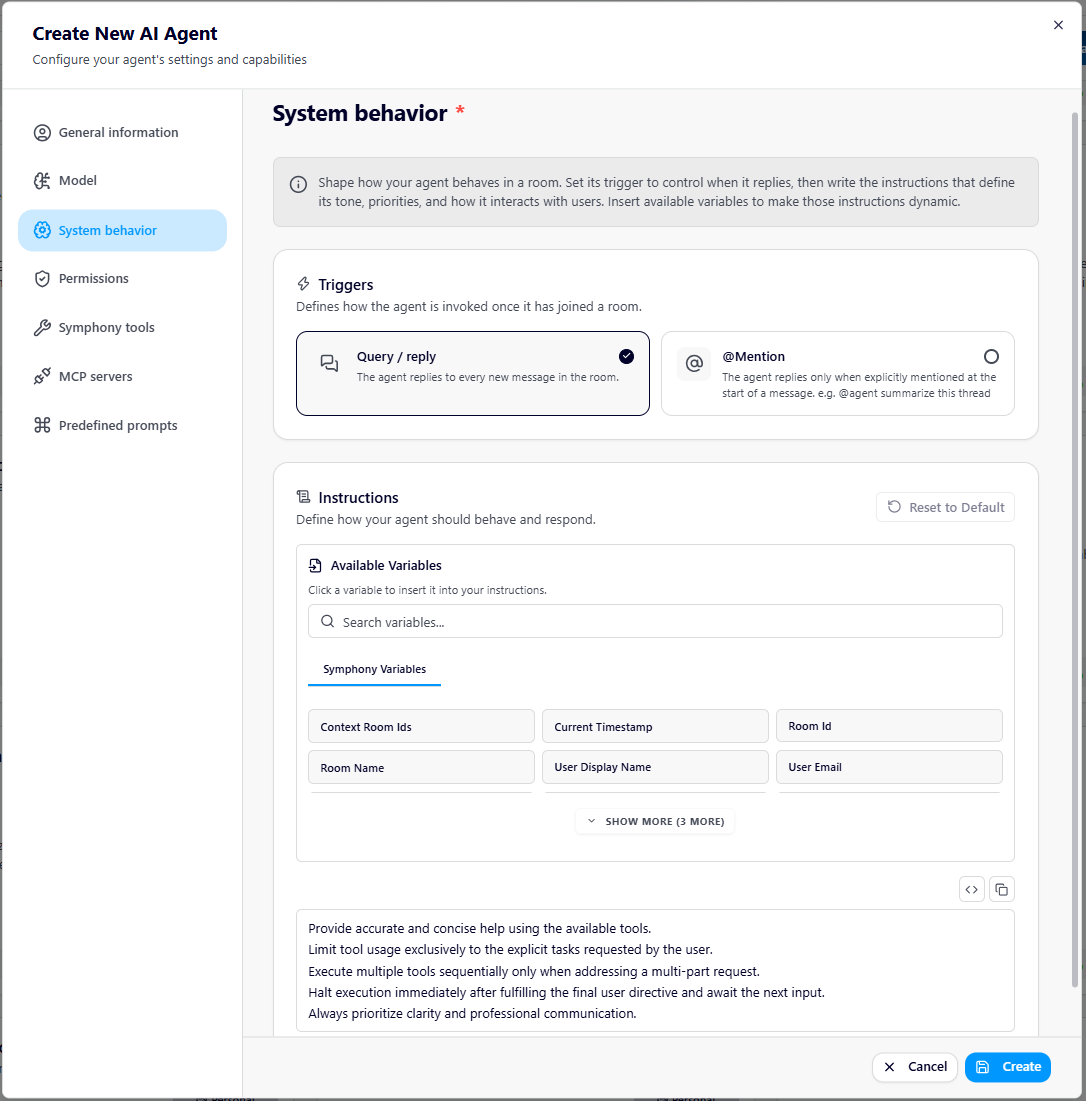 Create New AI Agent
Configure your agent's settings and capabilities
General information
Model
System behavior
Permissions
Symphony tools
MCP servers
Predefined prompts
System behavior *
Shape how your agent behaves in a room. Set its trigger to control when it replies, then write the instructions that define
its tone, priorities, and how it interacts with users. Insert available variables to make those instructions dynamic.
Triggers
Defines how the agent is invoked once it has joined a room.
Query / reply
The agent replies to every new message in the room.
@Mention
The agent replies only when explicitly mentioned at the
start of a message. e.g. @agent summarize this thread
Instructions
Define how your agent should behave and respond.
Reset to Default
Available Variables
Click a variable to insert it into your instructions.
Search variables...
Symphony Variables
Context Room Ids
Current Timestamp
Room Id
Room Name
User Display Name
User Email
SHOW MORE (3 MORE)
Provide accurate and concise help using the available tools.
Limit tool usage exclusively to the explicit tasks requested by the user.
Execute multiple tools sequentially only when addressing a multi-part request.
Halt execution immediately after fulfilling the final user directive and await the next input.
Always prioritize clarity and professional communication.
Cancel
Create